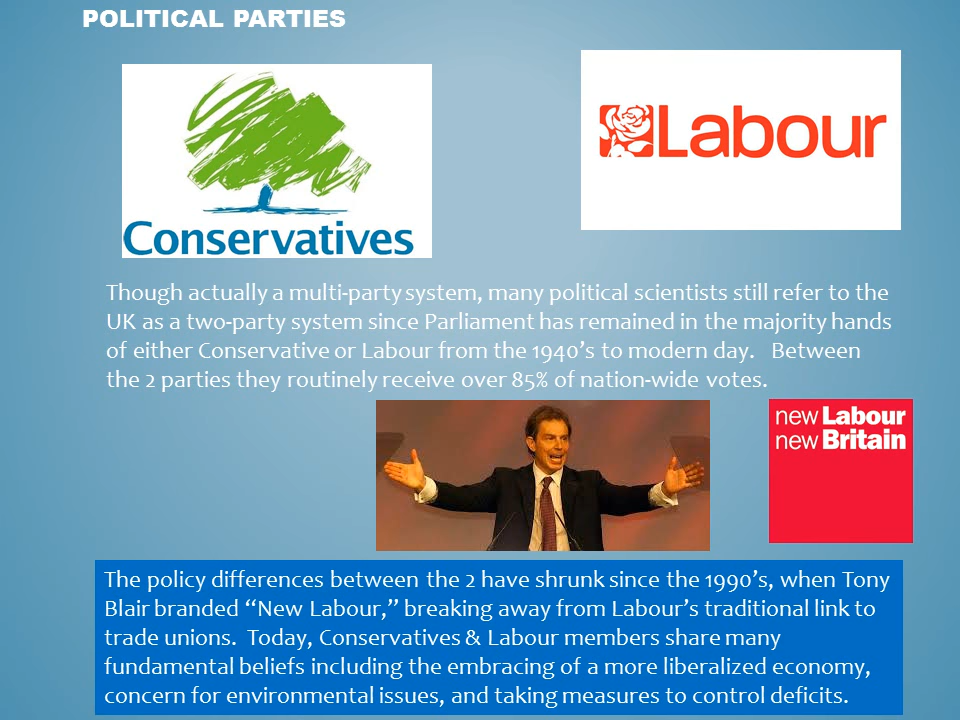 POLITICAL PARTIES
Conservatives
Labour
Though actually a multi-party system, many political scientists still refer to the
UK as a two-party system since Parliament has remained in the majority hands
of either Conservative or Labour from the 1940’s to modern day.   Between
the 2 parties they routinely receive over 85% of nation-wide votes.
new Labour
new Britain
The policy differences between the 2 have shrunk since the 1990’s, when Tony
Blair branded “New Labour,” breaking away from Labour’s traditional link to
trade unions.  Today, Conservatives & Labour members share many
fundamental beliefs including the embracing of a more liberalized economy,
concern for environmental issues, and taking measures to control deficits.